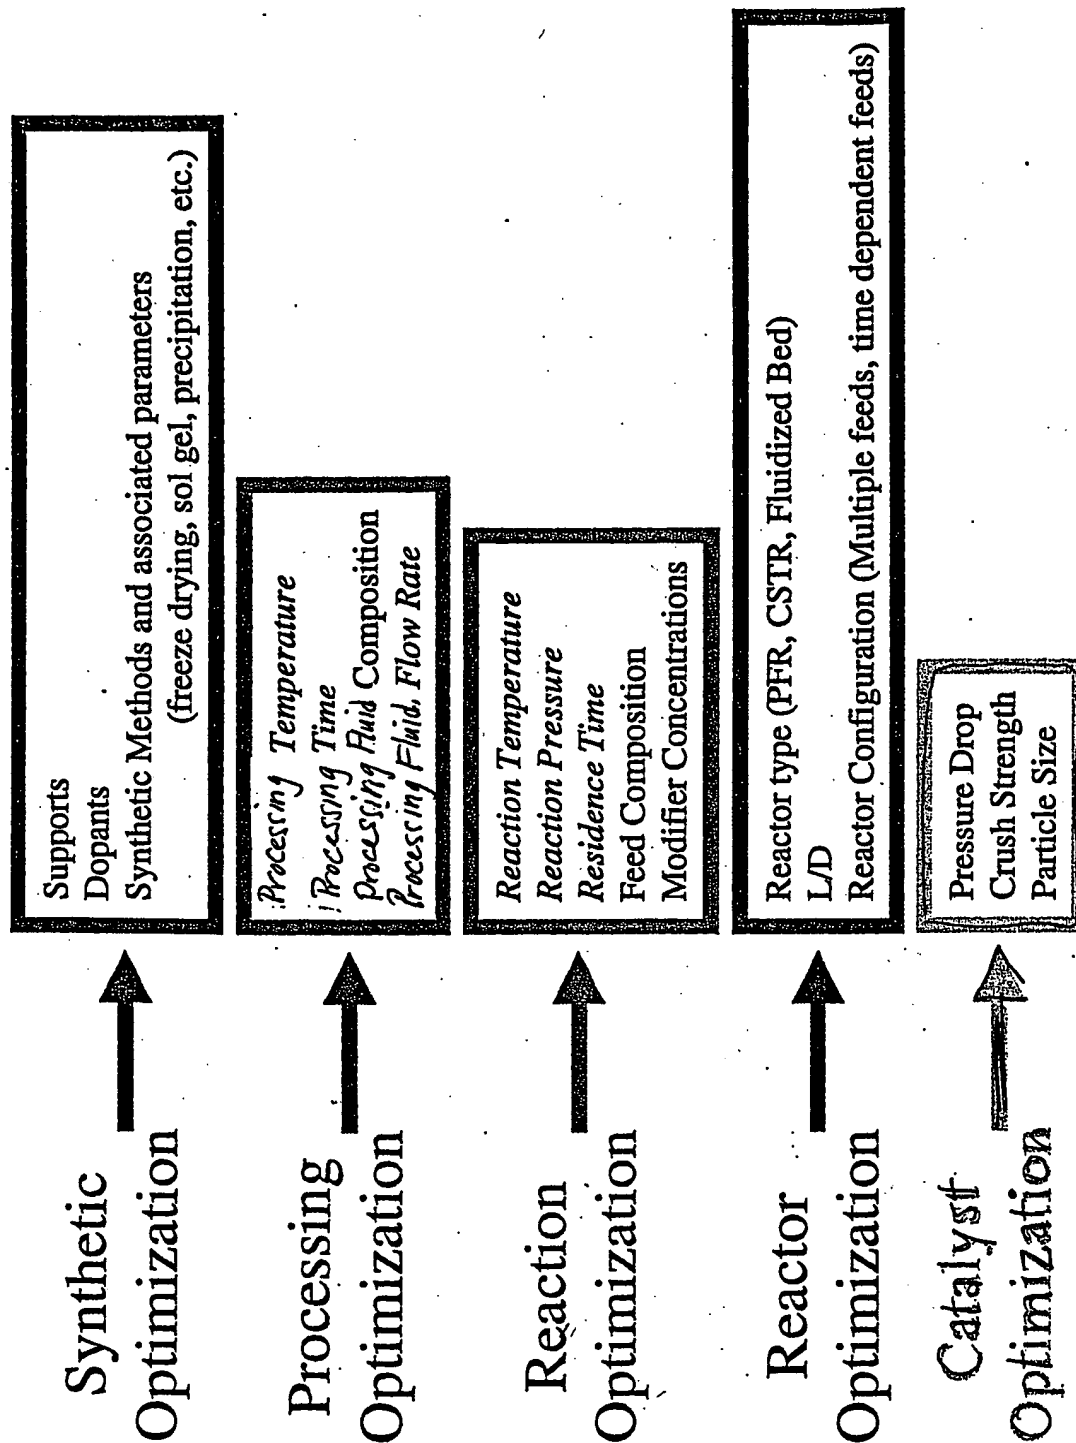 Synthetic
Optimization
Supports
Dopants
Synthetic Methods and associated parameters
(freeze drying, sol gel, precipitation, etc.)
Processing
Optimization
Processing Temperature
Processing Time
Processing Fluid Composition
Processing Fluid. Flow Rate
Reaction
Optimization
Reaction Temperature
Reaction Pressure
Residence Time
Feed Composition
Modifier Concentrations
Reactor
Optimization
Reactor type (PFR, CSTR, Fluidized Bed)
L/D
Reactor Configuration (Multiple feeds, time dependent feeds)
Catalyst
Optimization
Pressure Drop
Crush Strength
Particle Size